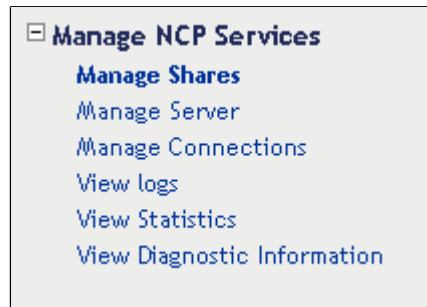 Manage NCP Services
Manage Shares
Manage Server
Manage Connections
View logs
View Statistics
View Diagnostic Information